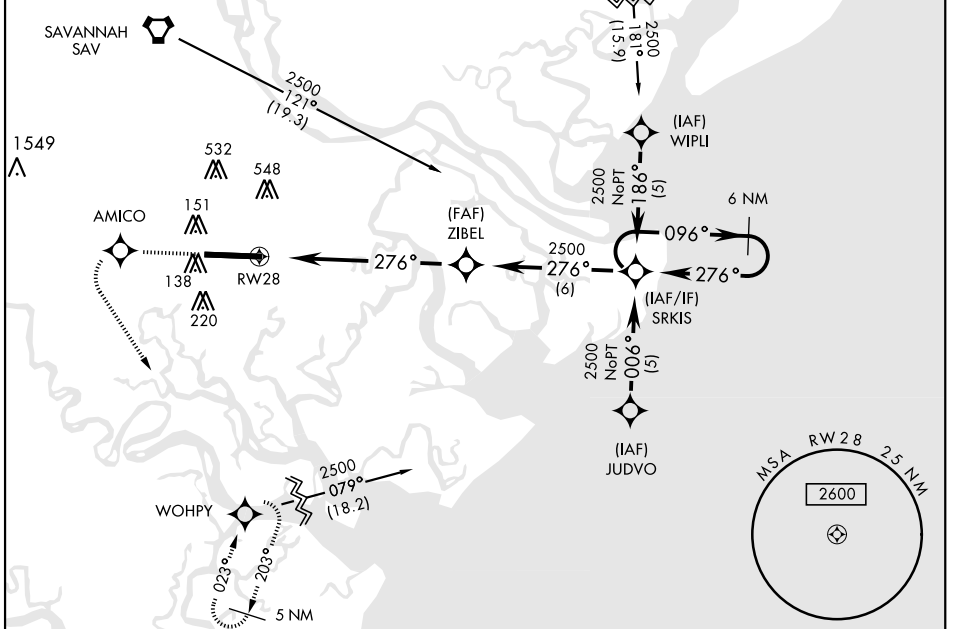 SAVANNAH
SAV
2500
121°
(19.3)
2500
181°
(15.9)
(IAF)
WIPLI
2500
NoPT
186°
(5)
6 NM
096°
276°
1549
532
548
151
AMICO
138
RW28
220
(FAF)
ZIBEL
276°
2500
276°
(6)
(IAF/IF)
SRKIS
2500
NoPT
006°
(5)
(IAF)
JUDVO
WOHPY
2500
079°
(18.2)
023°
203°
5 NM
MSA RW28 25 NM
2600